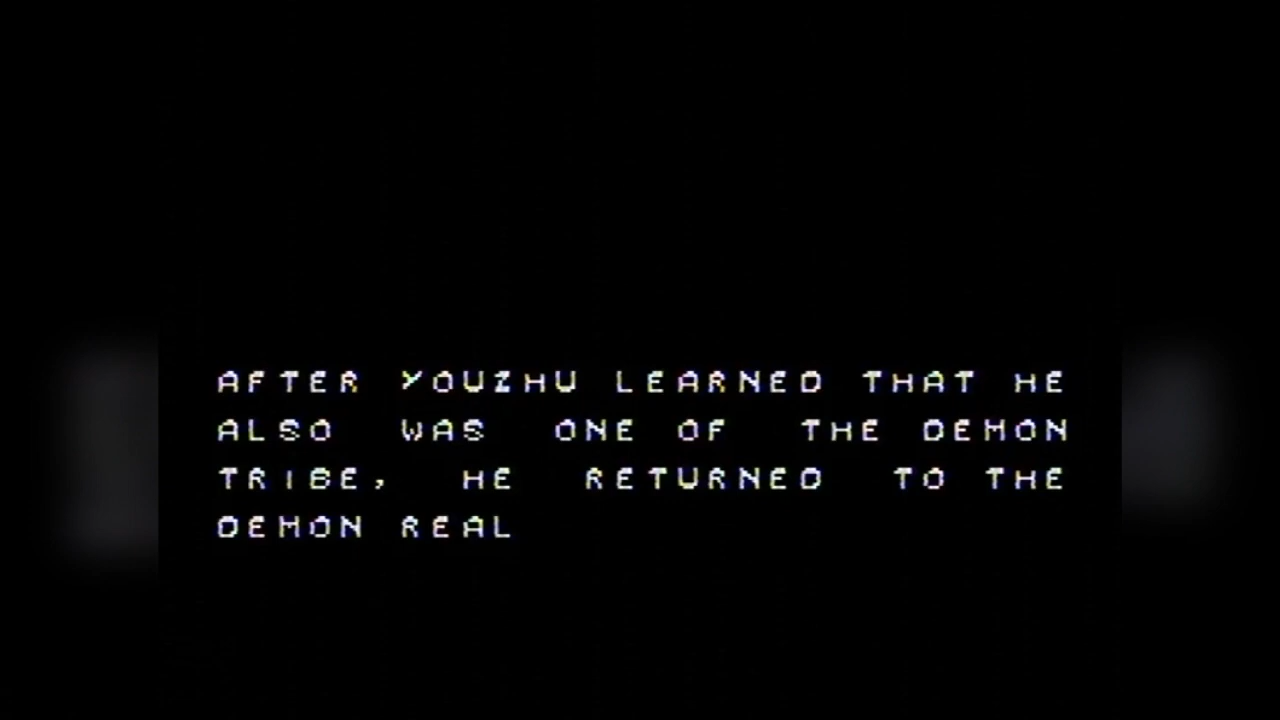 AFTER YOUZHU LEARNED THAT HE
ALSO WAS ONE OF THE DEMON
TRIBE, HE RETURNED TO THE
DEMON REAL